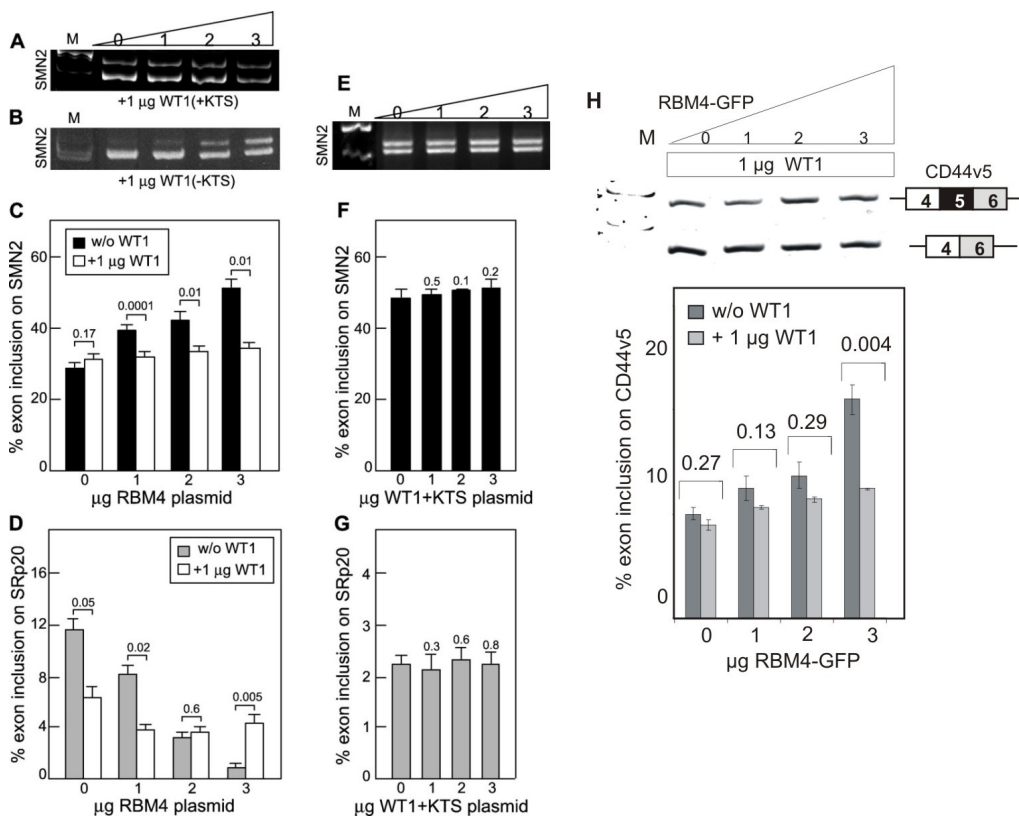 A
M
0 1 2 3
SMN2
+1 µg WT1(+KTS)
B
M
SMN2
+1 µg WT1(-KTS)
C
w/o WT1
+1 µg WT1
% exon inclusion on SMN2
60
40
20
0
0.17
0.0001
0.01
0.01
0 1 2 3
µg RBM4 plasmid
D
w/o WT1
+1 µg WT1
% exon inclusion on SRp20
16
12
8
4
0
0.05
0.02
0.6
0.005
0 1 2 3
µg RBM4 plasmid
E
M
0 1 2 3
SMN2
F
% exon inclusion on SMN2
60
40
20
0
0.5 0.1 0.2
0 1 2 3
µg WT1+KTS plasmid
G
% exon inclusion on SRp20
4
3
2
1
0
0.3 0.6 0.8
0 1 2 3
µg WT1+KTS plasmid
H
RBM4-GFP
M 0 1 2 3
1 µg WT1
CD44v5
4 5 6
4 6
w/o WT1
+ 1 µg WT1
% exon inclusion on CD44v5
20
10
0
0.27
0.13
0.29
0.004
0 1 2 3
µg RBM4-GFP